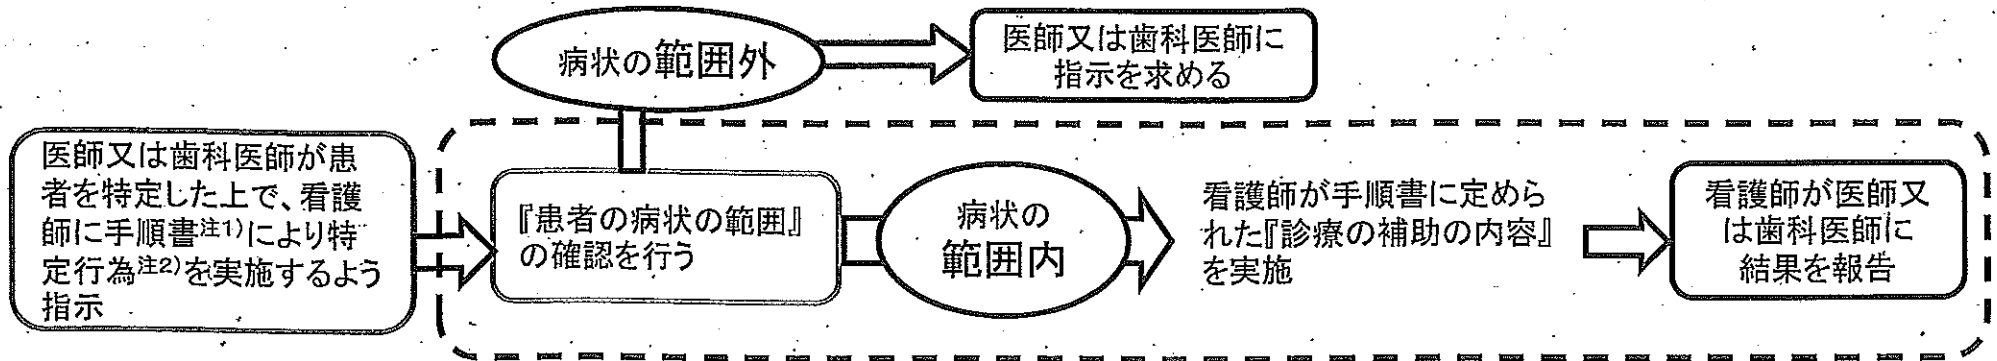 病状の範囲外
医師又は歯科医師に
指示を求める
医師又は歯科医師が患
者を特定した上で、看護
師に手順書注1)により特
定行為注2)を実施するよう
指示
『患者の病状の範囲』
の確認を行う
病状の
範囲内
看護師が手順書に定めら
れた『診療の補助の内容』
を実施
看護師が医師又
は歯科医師に
結果を報告